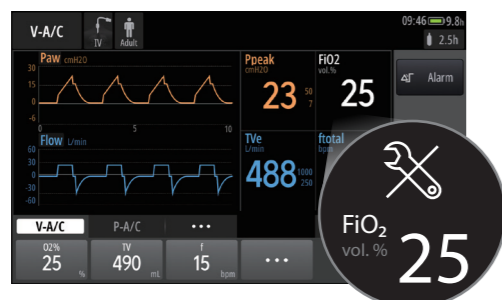 V-A/C
IV
Adult
09:46 9.8h
2.5h
Paw cmH2O
30
15
0
-6
0 5 10
Flow L/min
60
30
0
-30
-60
Ppeak
cmH2O
23
50
7
FiO2
vol.%
25
Alarm
TVe
L/min
488
1000
250
ftotal
bpm
FiO₂
vol. %
25
V-A/C P-A/C •••
O2%
25
%
TV
490
mL
f
15
bpm
•••